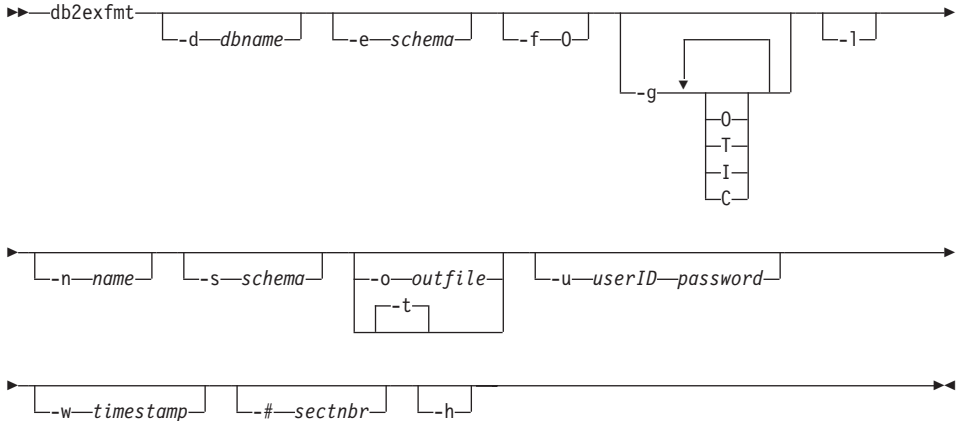 db2exfmt
-d dbname -e schema -f O -g -l
O
T
I
C
-n name -s schema -o outfile -u userID password
-t
-w timestamp -# sectnbr -h